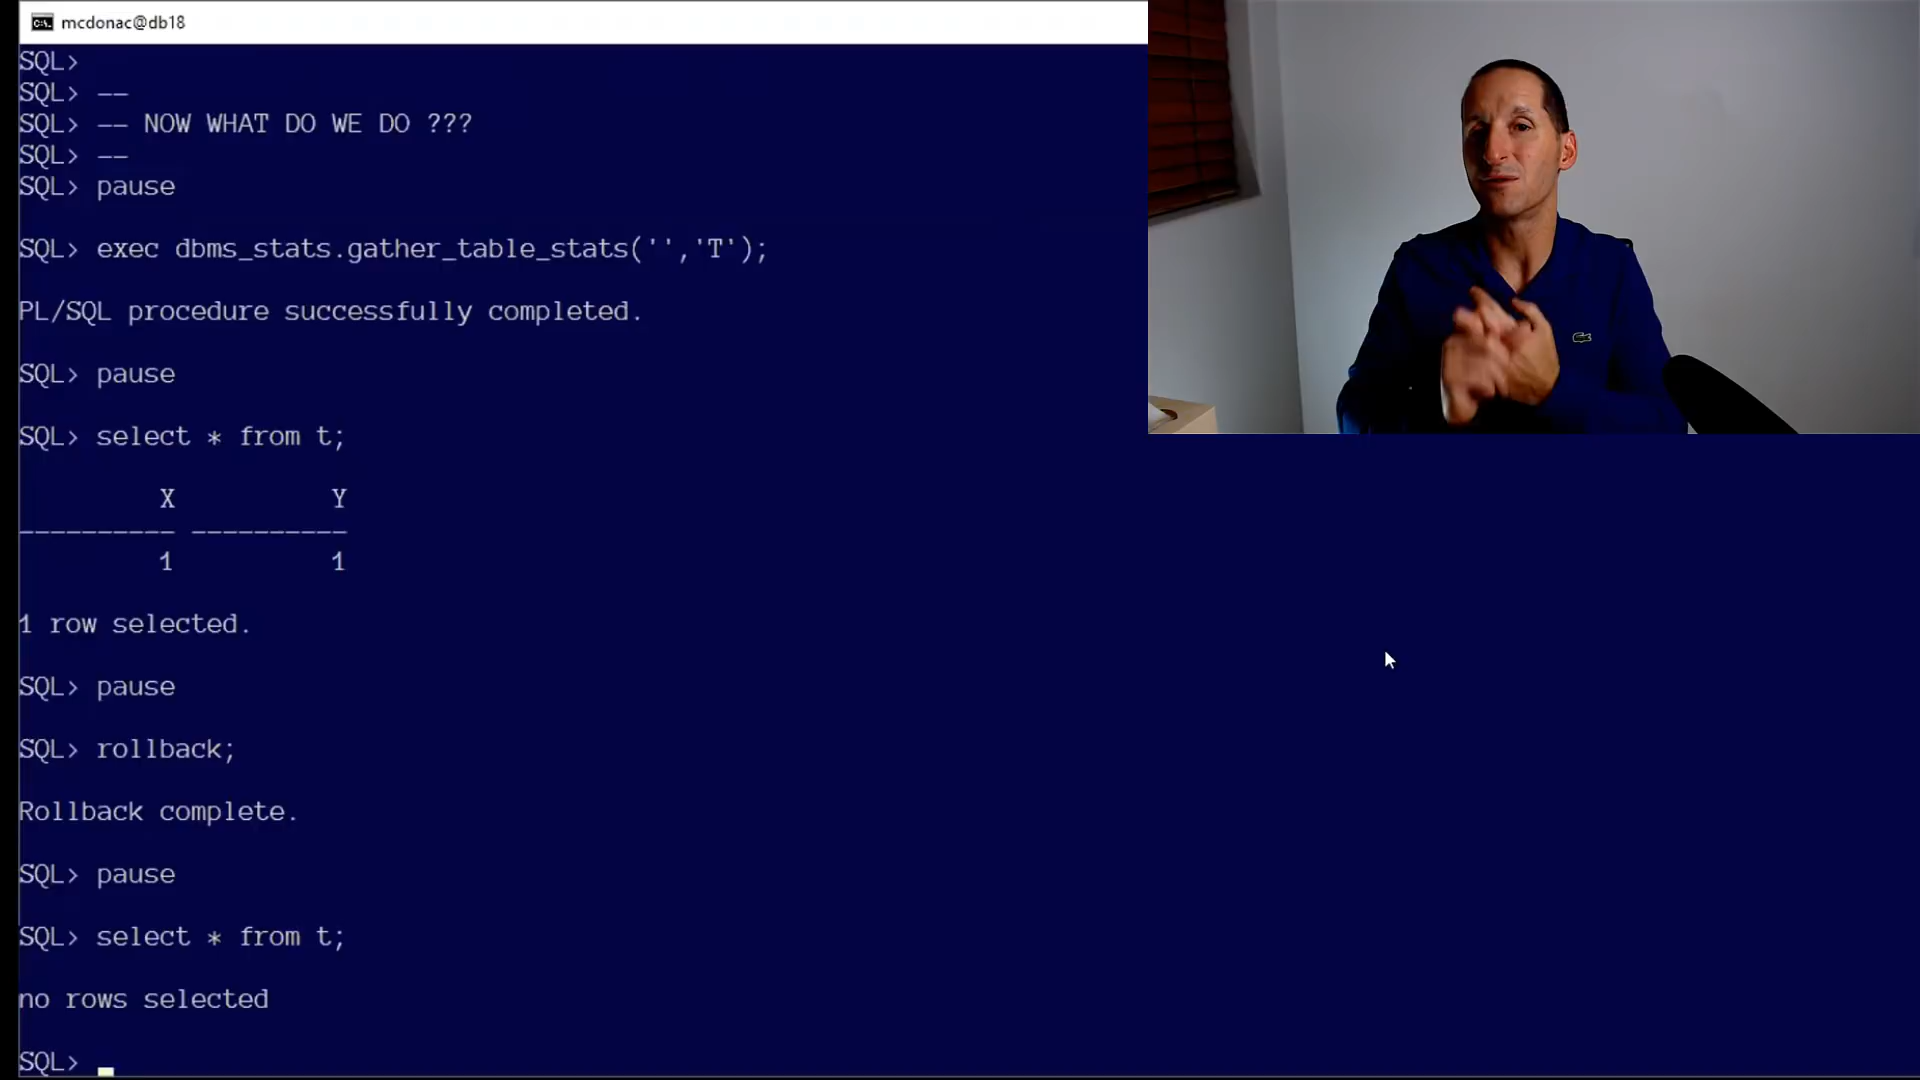 mcdonac@db18
SQL>
SQL> --
SQL> -- NOW WHAT DO WE DO ???
SQL> --
SQL> pause
SQL> exec dbms_stats.gather_table_stats('','T');
PL/SQL procedure successfully completed.
SQL> pause
SQL> select * from t;
X Y
---------- ----------
1 1
1 row selected.
SQL> pause
SQL> rollback;
Rollback complete.
SQL> pause
SQL> select * from t;
no rows selected
SQL>